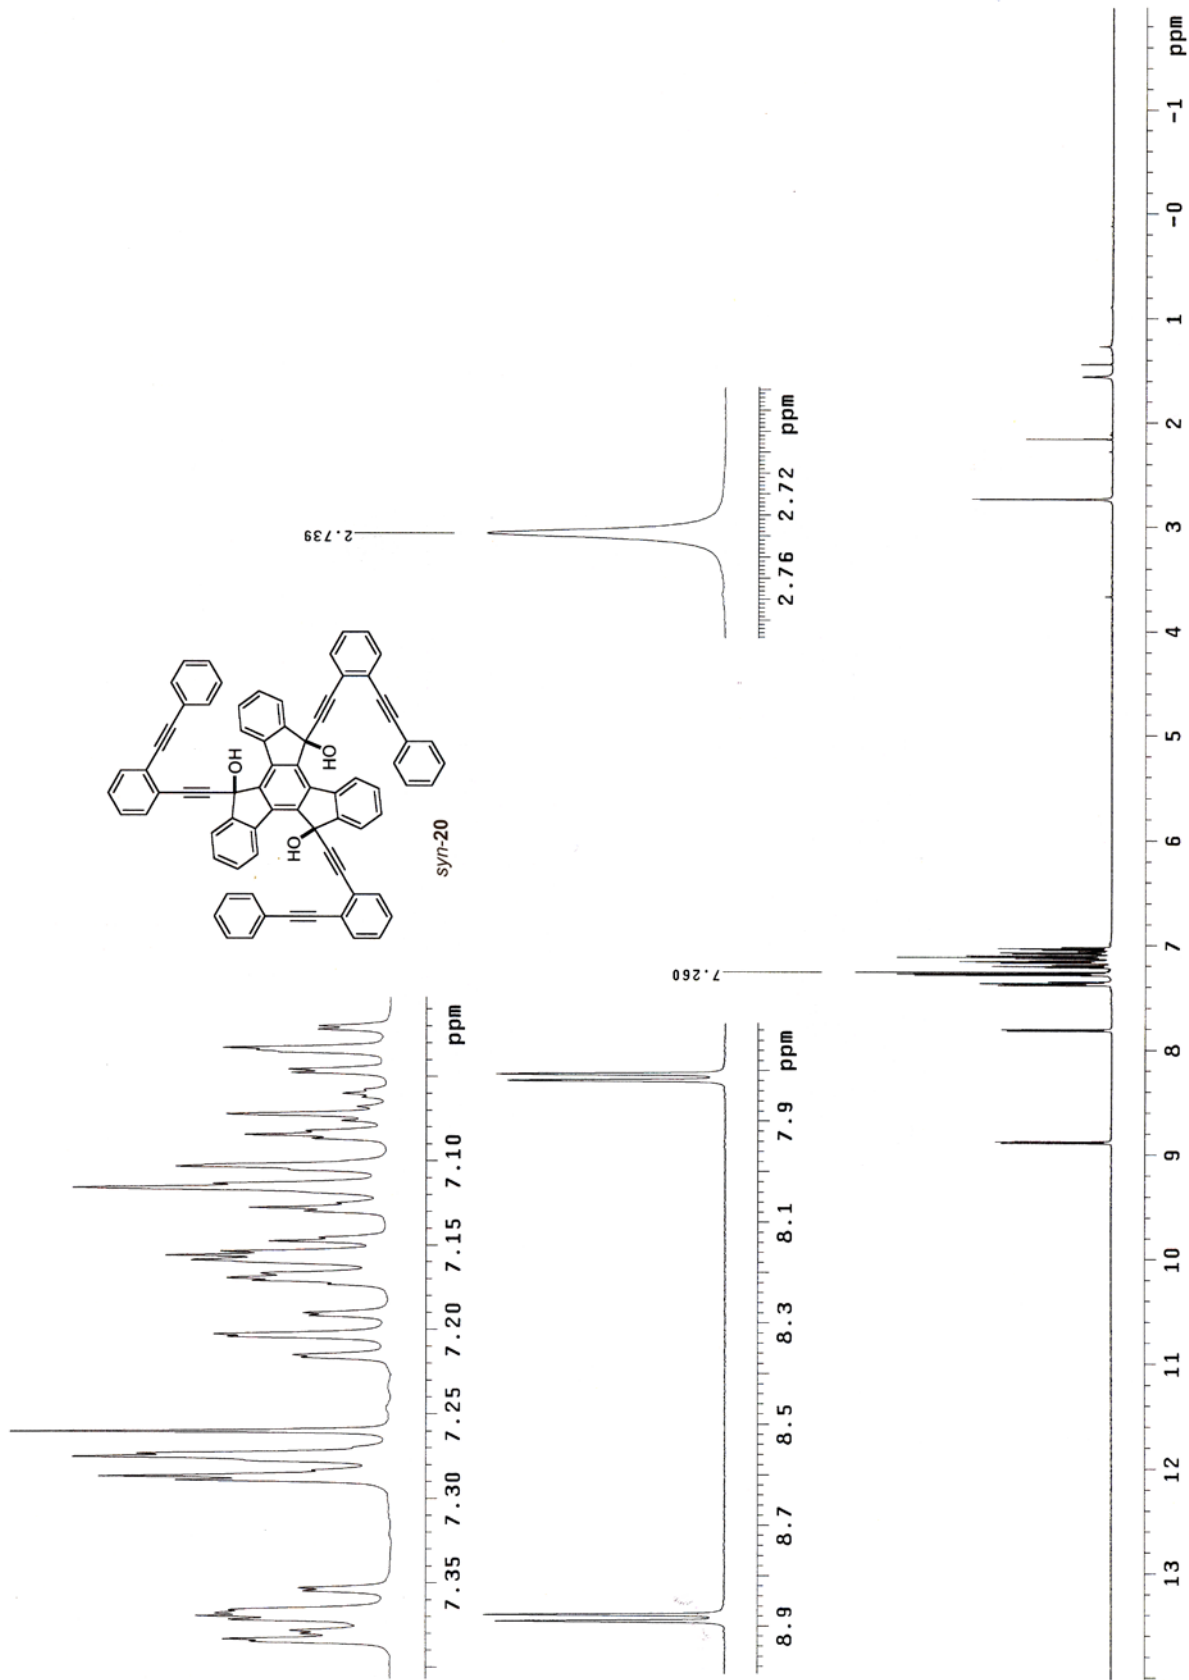 OH
HO
HO
syn-20
7.35 7.30 7.25 7.20 7.15 7.10 ppm
2.739
7.260
8.9 8.7 8.5 8.3 8.1 7.9 ppm
2.76 2.72 ppm
13 12 11 10 9 8 7 6 5 4 3 2 1 -0 -1 ppm